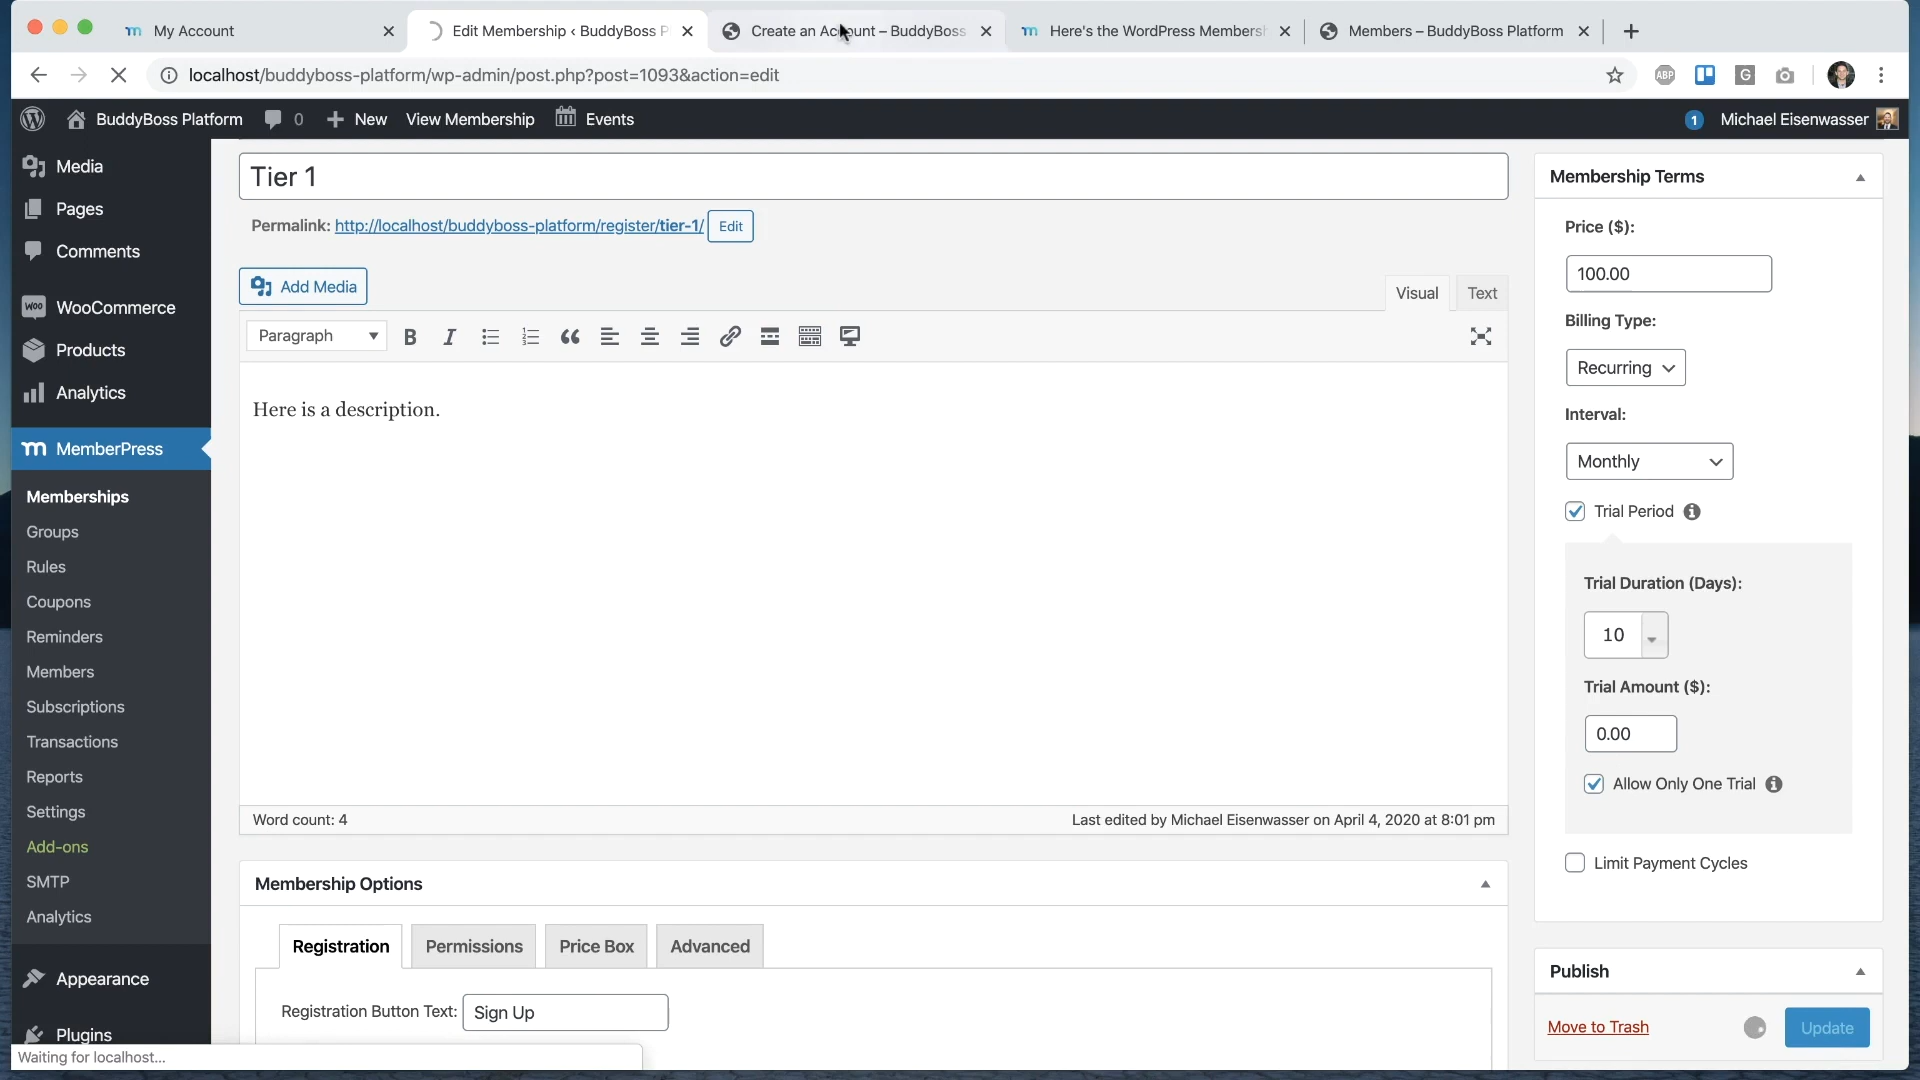 My Account
Edit Membership ‹ BuddyBoss P
Create an Account – BuddyBoss
Here's the WordPress Membersh
Members – BuddyBoss Platform
localhost/buddyboss-platform/wp-admin/post.php?post=1093&action=edit
ABP
G
BuddyBoss Platform
0
New
View Membership
Events
1
Michael Eisenwasser
Media
Pages
Comments
Woo
WooCommerce
Products
Analytics
m
MemberPress
Memberships
Groups
Rules
Coupons
Reminders
Members
Subscriptions
Transactions
Reports
Settings
Add-ons
SMTP
Analytics
Appearance
Plugins
Waiting for localhost...
Tier 1
Permalink: http://localhost/buddyboss-platform/register/tier-1/ Edit
Add Media
Visual
Text
Paragraph
Here is a description.
Word count: 4
Last edited by Michael Eisenwasser on April 4, 2020 at 8:01 pm
Membership Options
Registration
Permissions
Price Box
Advanced
Registration Button Text: Sign Up
Membership Terms
Price ($):
100.00
Billing Type:
Recurring
Interval:
Monthly
Trial Period
Trial Duration (Days):
10
Trial Amount ($):
0.00
Allow Only One Trial
Limit Payment Cycles
Publish
Move to Trash
Update